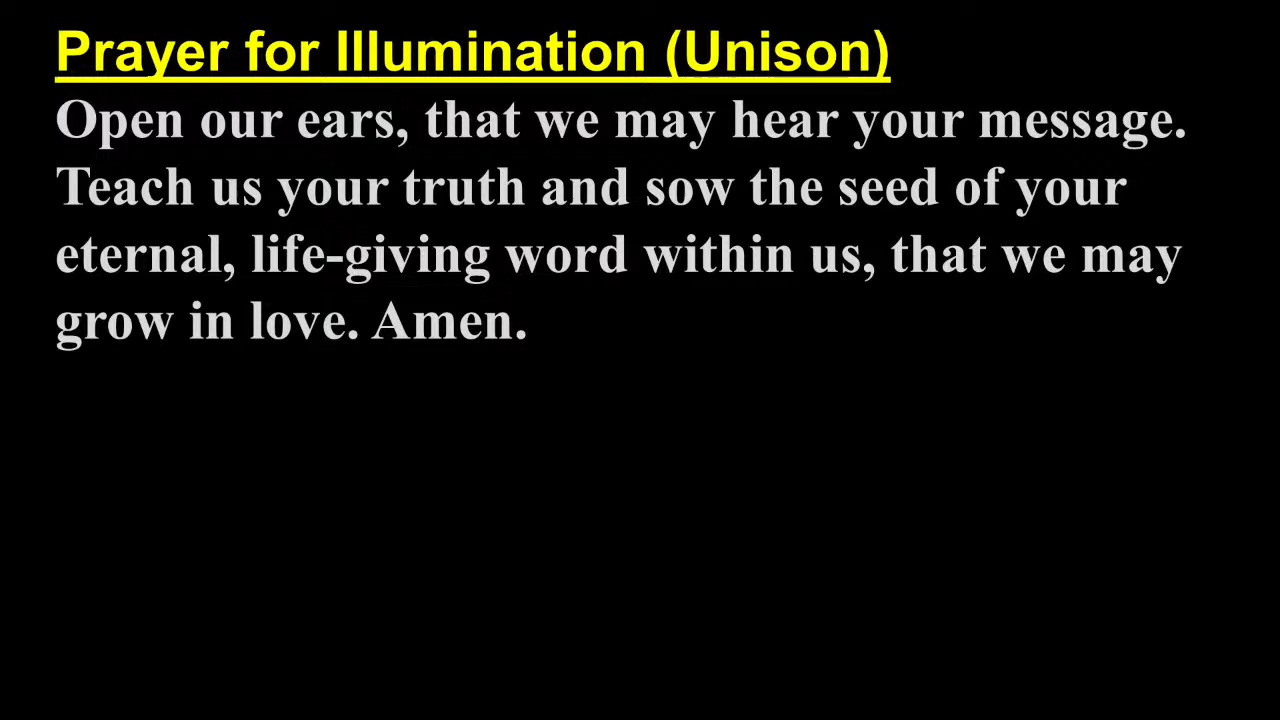 Prayer for Illumination (Unison)
Open our ears, that we may hear your message.
Teach us your truth and sow the seed of your
eternal, life-giving word within us, that we may
grow in love. Amen.